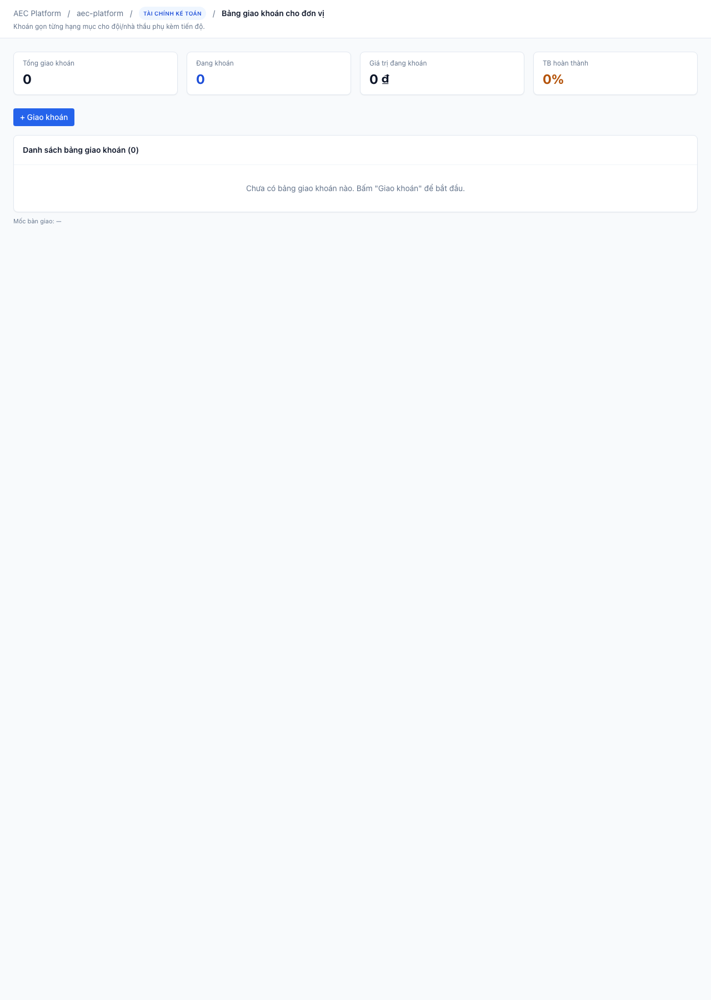 AEC Platform / aec-platform / TÀI CHÍNH KẾ TOÁN / Bảng giao khoán cho đơn vị
Khoán gọn từng hạng mục cho đội/nhà thầu phụ kèm tiến độ.
Tổng giao khoán
0
Đang khoán
0
Giá trị đang khoán
0 ₫
TB hoàn thành
0%
+ Giao khoán
Danh sách bảng giao khoán (0)
Chưa có bảng giao khoán nào. Bấm "Giao khoán" để bắt đầu.
Mốc bàn giao: —